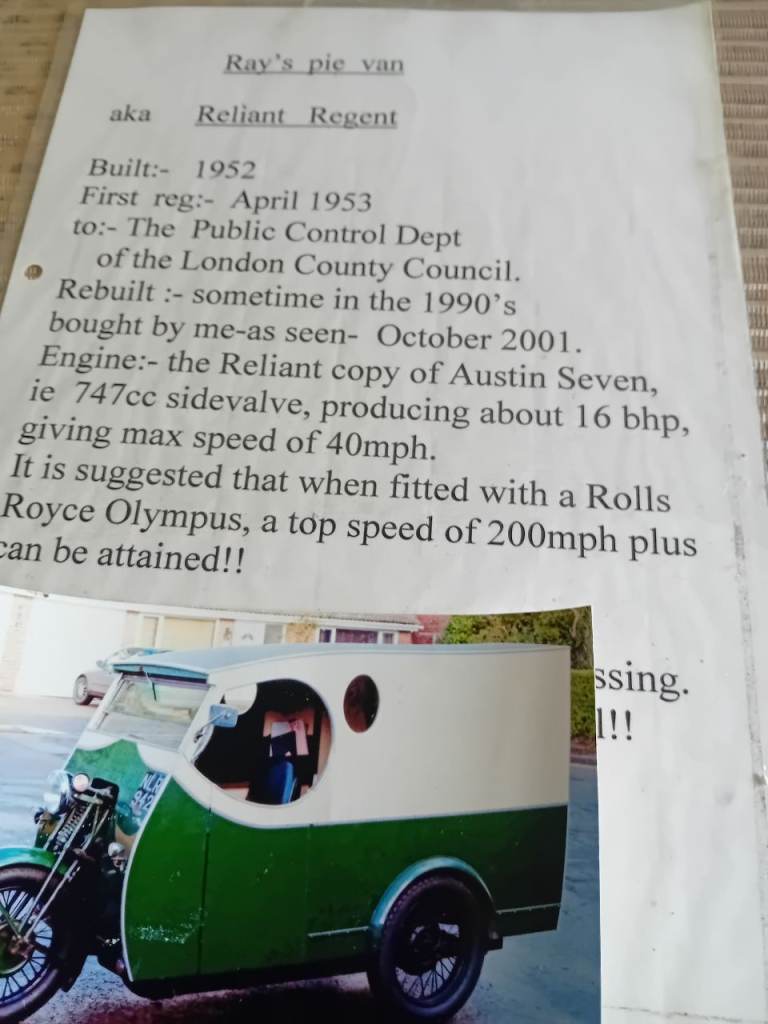 Ray's pie van
aka Reliant Regent
Built:- 1952
First reg:- April 1953
to:- The Public Control Dept
of the London County Council.
Rebuilt :- sometime in the 1990's
bought by me-as seen- October 2001.
Engine:- the Reliant copy of Austin Seven,
ie 747cc sidevalve, producing about 16 bhp,
giving max speed of 40mph.
It is suggested that when fitted with a Rolls
Royce Olympus, a top speed of 200mph plus
can be attained!!
ssing.
l!!